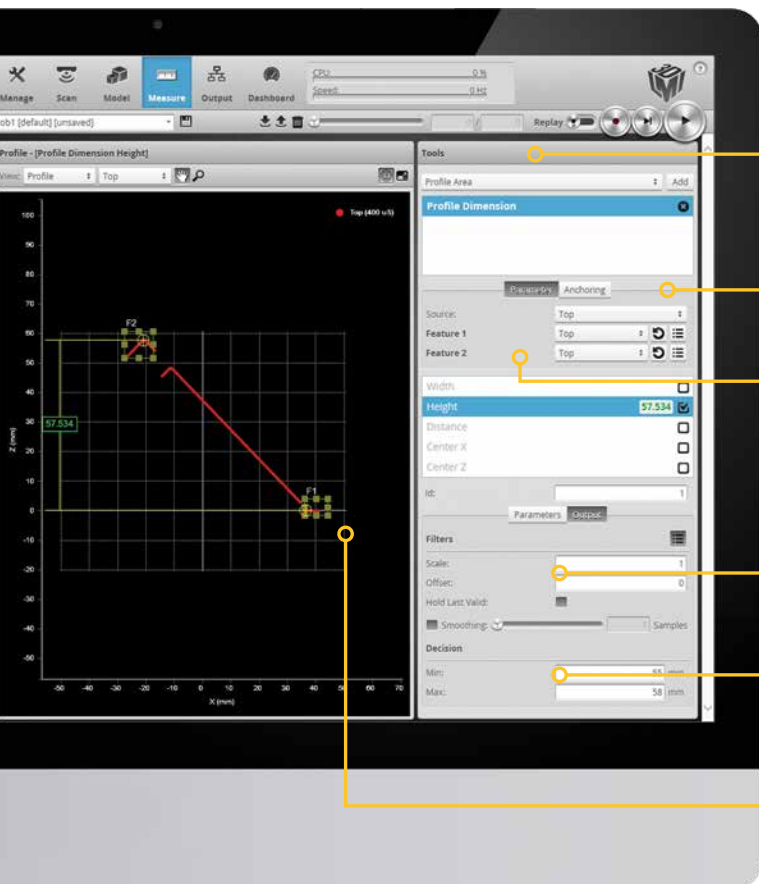 CPU: 0 %
Speed: 0 Hz
Manage Scan Model Measure Output Dashboard
ob1 [default] [unsaved]
0 / 0
Replay
Profile - [Profile Dimension Height]
View: Profile Top
Top (400 uS)
100
90
80
70
60
50
40
30
20
10
0
-10
-20
-30
-40
-50
Z (mm)
F2
57.534
F1
-50 -40 -30 -20 -10 0 10 20 30 40 50 60 70
X (mm)
Tools
Profile Area Add
Profile Dimension
Parameter Anchoring
Source: Top
Feature 1 Top
Feature 2 Top
Width
Height 57.534
Distance
Center X
Center Z
Id: 1
Parameters Output
Filters
Scale: 1
Offset: 0
Hold Last Valid:
Smoothing: Samples
Decision
Min: 55 mm
Max: 58 mm